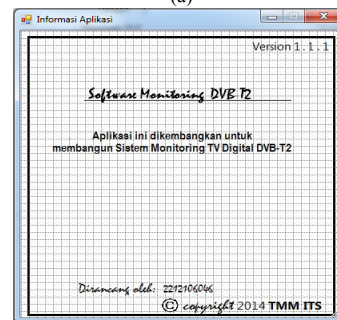 (a)
Informasi Aplikasi
Version 1.1.1
Software Monitoring DVB T2
Aplikasi ini dikembangkan untuk
membangun Sistem Monitoring TV Digital DVB-T2
Dirancang oleh: 2212106046
© copyright 2014 TMM ITS